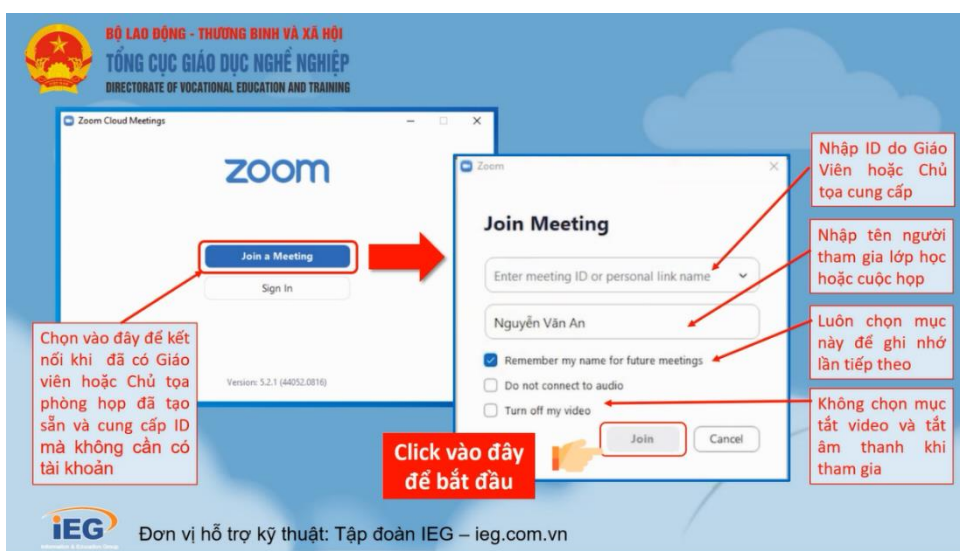 BỘ LAO ĐỘNG - THƯƠNG BINH VÀ XÃ HỘI
TỔNG CỤC GIÁO DỤC NGHỀ NGHIỆP
DIRECTORATE OF VOCATIONAL EDUCATION AND TRAINING
Zoom Cloud Meetings
zoom
Join a Meeting
Sign In
Version: 5.2.1 (44052.0816)
Chọn vào đây để kết
nối khi đã có Giáo
viên hoặc Chủ tọa
phòng họp đã tạo
sẵn và cung cấp ID
mà không cần có
tài khoản
Zoom
Join Meeting
Enter meeting ID or personal link name
Nguyễn Văn An
Remember my name for future meetings
Do not connect to audio
Turn off my video
Join
Cancel
Click vào đây
để bắt đầu
Nhập ID do Giáo
Viên hoặc Chủ
tọa cung cấp
Nhập tên người
tham gia lớp học
hoặc cuộc họp
Luôn chọn mục
này để ghi nhớ
lần tiếp theo
Không chọn mục
tắt video và tắt
âm thanh khi
tham gia
iEG
Information & Education Group
Đơn vị hỗ trợ kỹ thuật: Tập đoàn IEG – ieg.com.vn